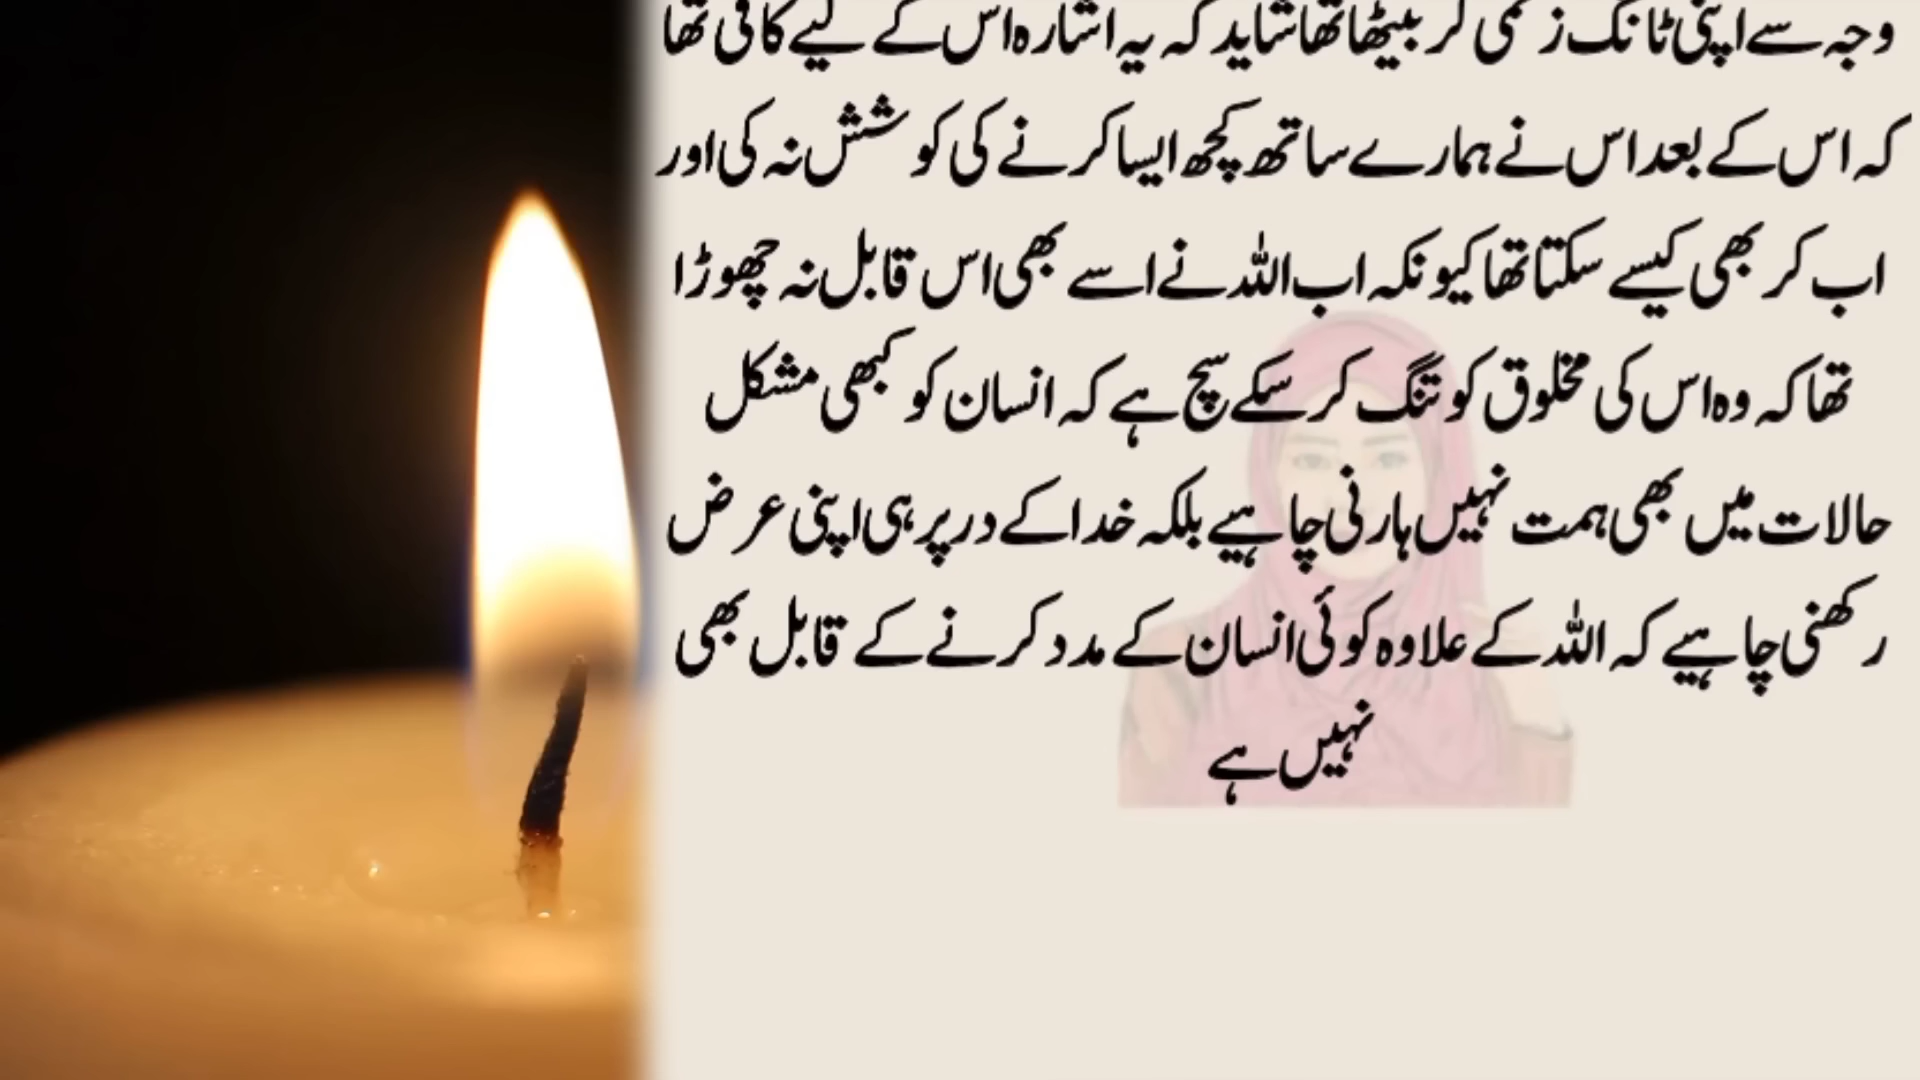 وجہ سے اپنی ٹانگ زخمی کر بیٹھا تھا شاید کہ یہ اشارہ اس کے لیے کافی تھا
کہ اس کے بعد اس نے ہمارے ساتھ کچھ ایسا کرنے کی کوشش نہ کی اور
اب کر بھی کیسے سکتا تھا کیونکہ اب اللہ نے اسے بھی اس قابل نہ چھوڑا
تھا کہ وہ اس کی مخلوق کو تنگ کر سکے سچ ہے کہ انسان کو کبھی مشکل
حالات میں بھی ہمت نہیں ہارنی چاہیے بلکہ خدا کے در پر ہی اپنی عرض
رکھنی چاہیے کہ اللہ کے علاوہ کوئی انسان کے مدد کرنے کے قابل بھی
نہیں ہے